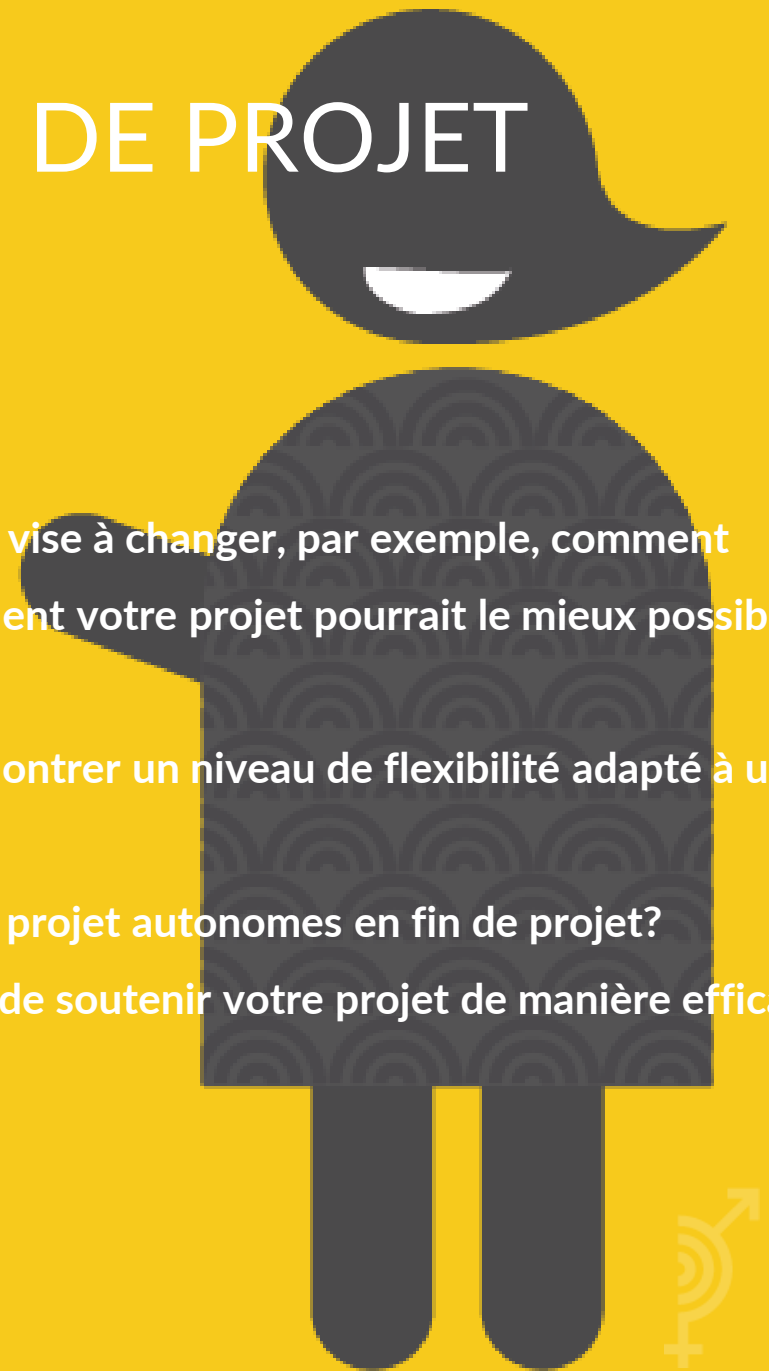 DE PROJET
vise à changer, par exemple, comment
ent votre projet pourrait le mieux possib
ontrer un niveau de flexibilité adapté à u
projet autonomes en fin de projet?
de soutenir votre projet de manière effica